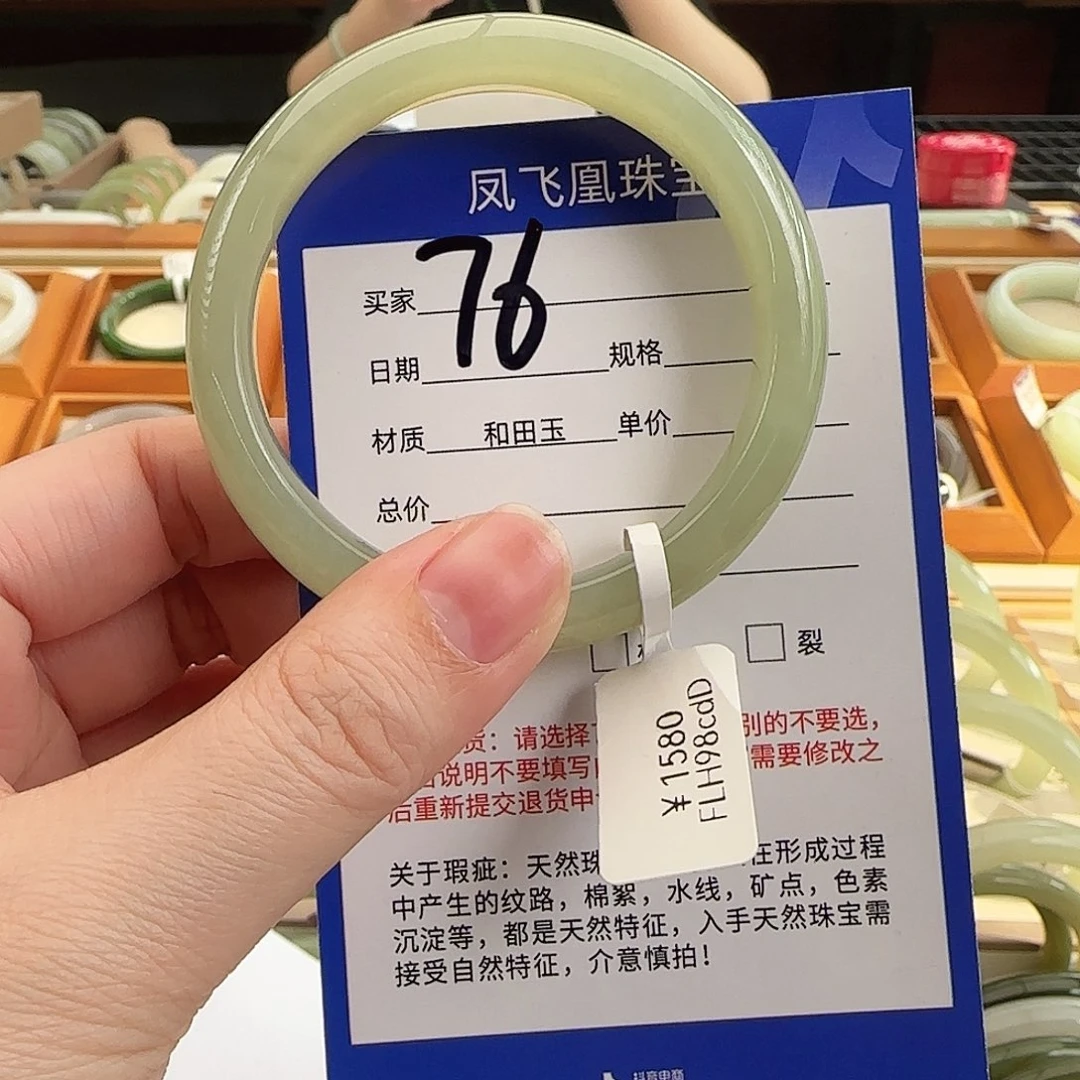 凤飞凰珠宝
76
买家
日期 规格
材质 和田玉 单价
总价
裂
货：请选择 别的不要选，
说明不要填写 需要修改之
后重新提交退货申
¥1580
FLH98cdD
关于瑕疵：天然珠 在形成过程
中产生的纹路，棉絮，水线，矿点，色素
沉淀等，都是天然特征，入手天然珠宝需
接受自然特征，介意慎拍！
抖音电商